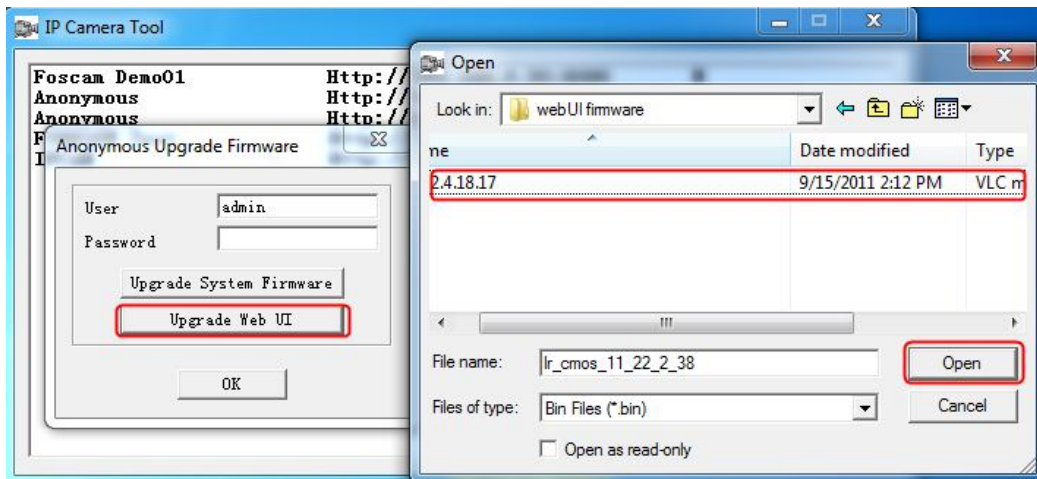 IP Camera Tool
Foscam Demo01 Http://
Anonymous Http://
Anonymous Http://
Anonymous Upgrade Firmware
User admin
Password
Upgrade System Firmware
Upgrade Web UI
OK
Open
Look in: webUI firmware
me Date modified Type
2.4.18.17 9/15/2011 2:12 PM VLC m
File name: lr_cmos_11_22_2_38 Open
Files of type: Bin Files (*.bin) Cancel
Open as read-only